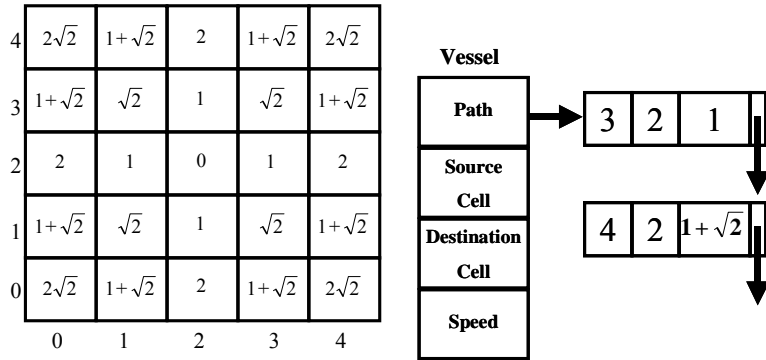 4 2√2 1+√2 2 1+√2 2√2
3 1+√2 √2 1 √2 1+√2
2 2 1 0 1 2
1 1+√2 √2 1 √2 1+√2
0 2√2 1+√2 2 1+√2 2√2
0 1 2 3 4
Vessel
Path
Source
Cell
Destination
Cell
Speed
3 2 1
4 2 1+√2